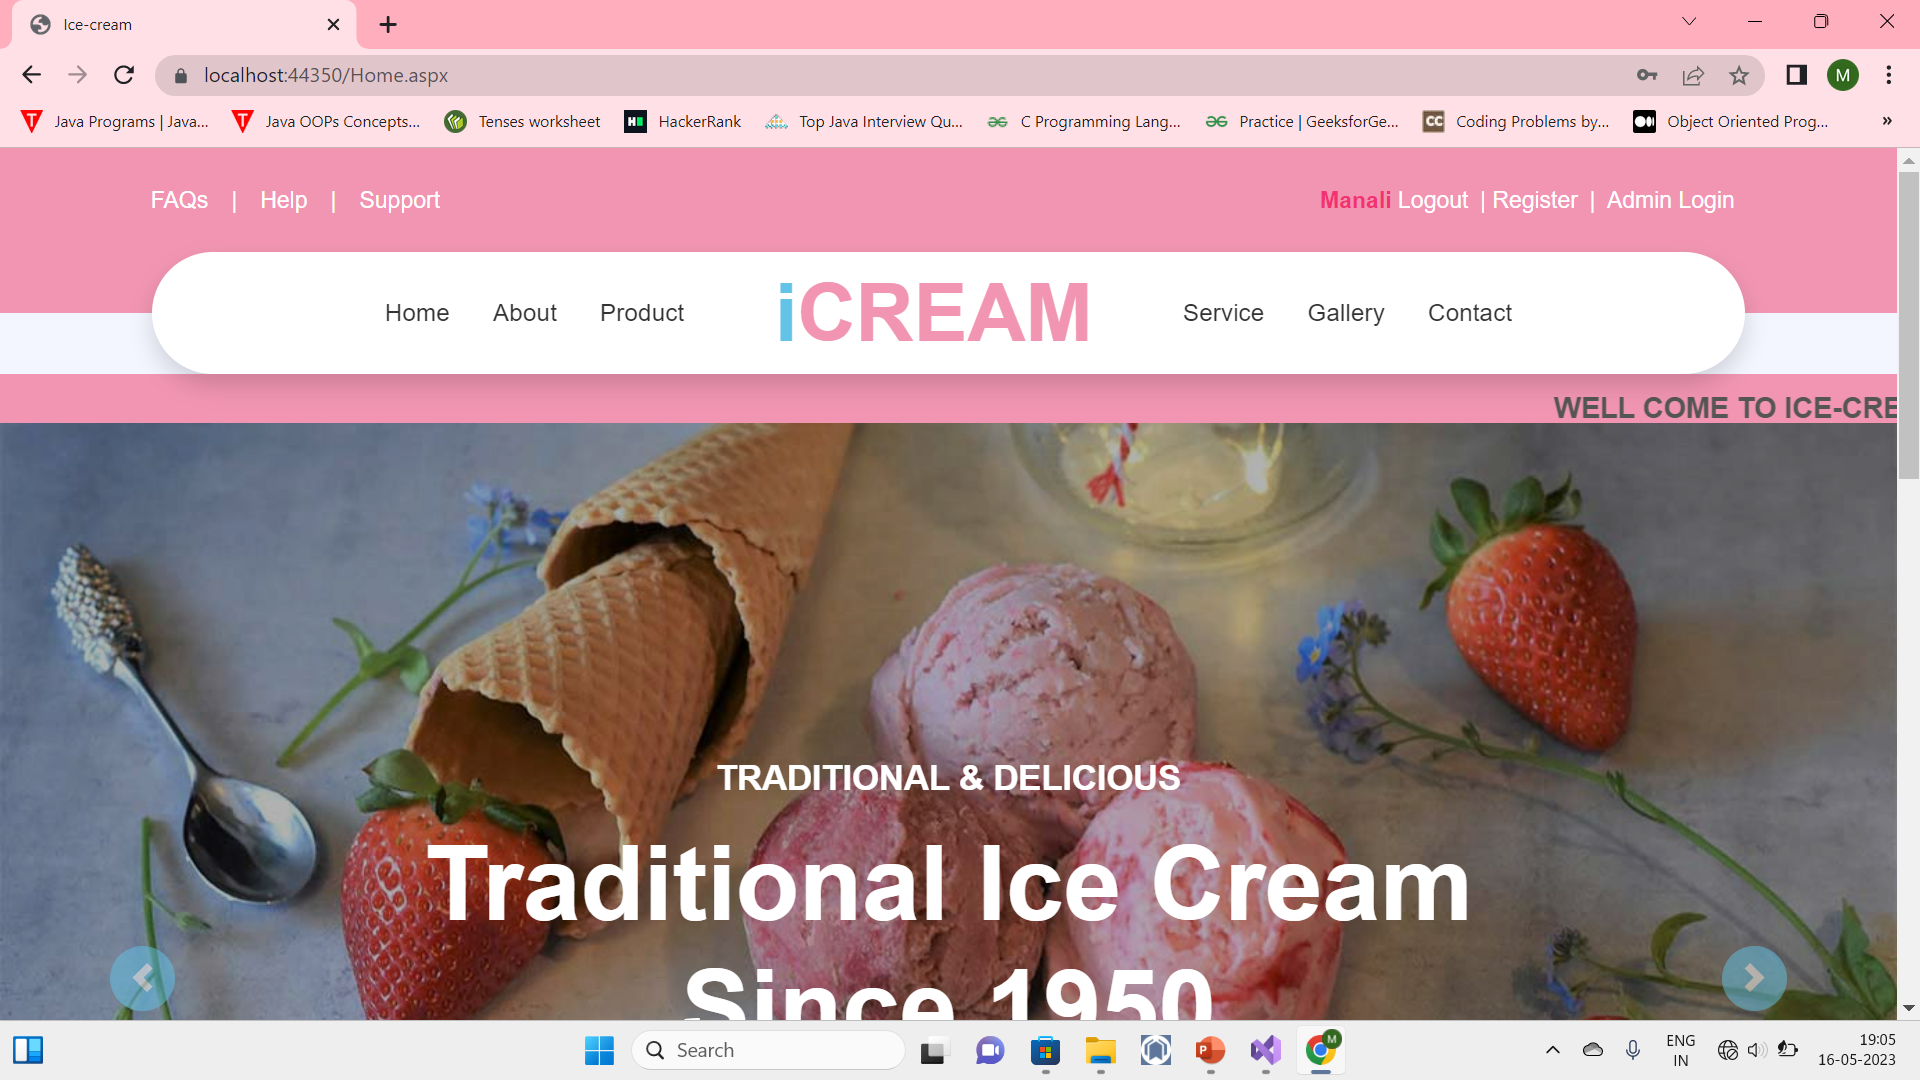 Ice-cream
localhost:44350/Home.aspx
M
Java Programs | Java... Java OOPs Concepts... Tenses worksheet HackerRank Top Java Interview Qu... C Programming Lang... Practice | GeeksforGe... CC Coding Problems by... Object Oriented Prog... »
FAQs | Help | Support Manali Logout | Register | Admin Login
Home About Product iCREAM Service Gallery Contact
WELL COME TO ICE-CRE
TRADITIONAL & DELICIOUS
Traditional Ice Cream
Since 1950
Search
ENG
IN
19:05
16-05-2023